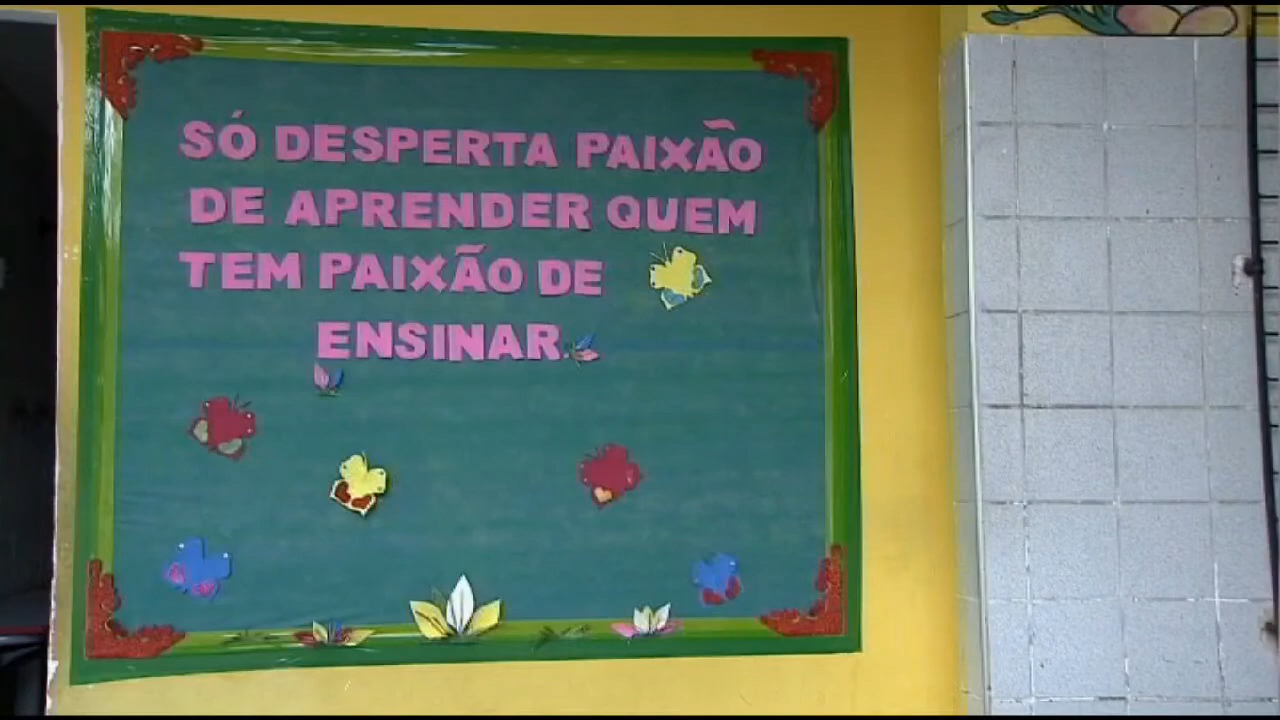 SÓ DESPERTA PAIXÃO
DE APRENDER QUEM
TEM PAIXÃO DE
ENSINAR.